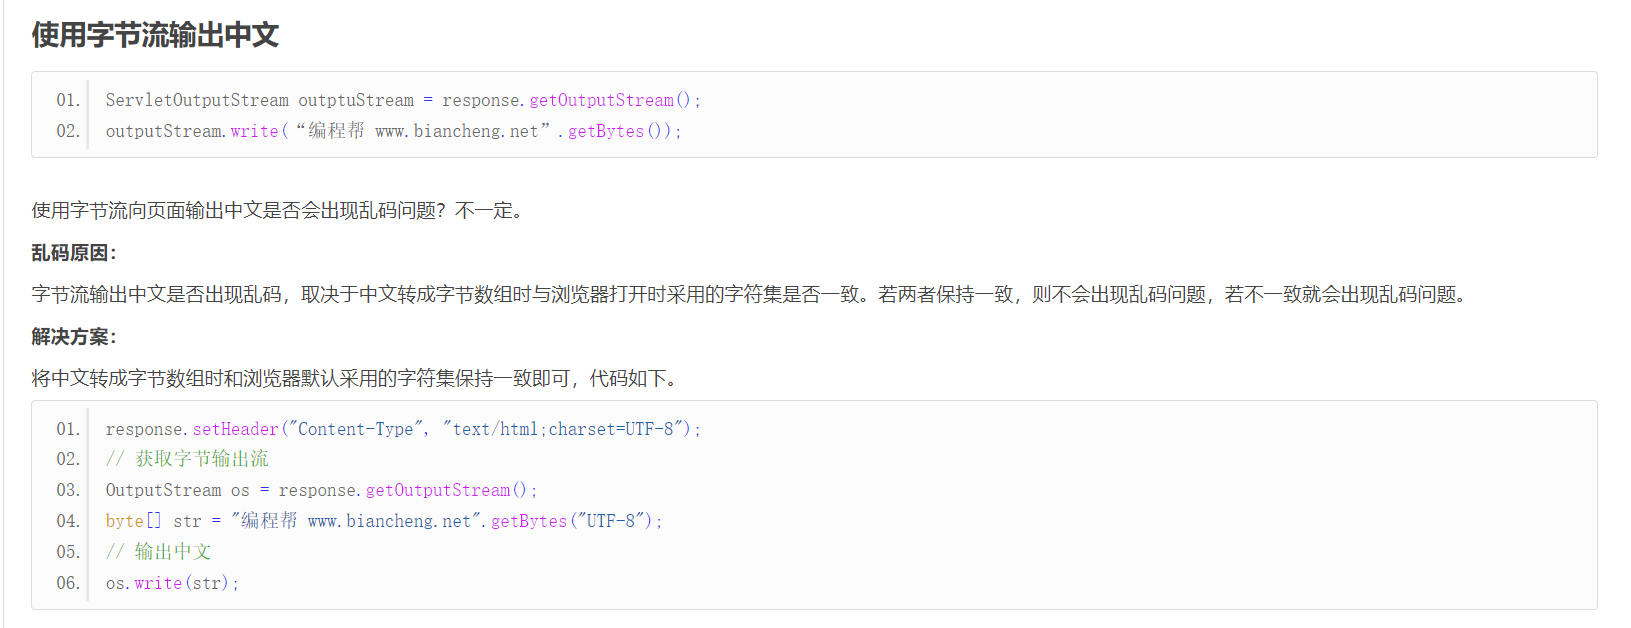 使用字节流输出中文
01. ServletOutputStream outptuStream = response.getOutputStream();
02. outputStream.write(“编程帮 www.biancheng.net”.getBytes());
使用字节流向页面输出中文是否会出现乱码问题？不一定。
乱码原因：
字节流输出中文是否出现乱码，取决于中文转成字节数组时与浏览器打开时采用的字符集是否一致。若两者保持一致，则不会出现乱码问题，若不一致就会出现乱码问题。
解决方案：
将中文转成字节数组时和浏览器默认采用的字符集保持一致即可，代码如下。
01. response.setHeader("Content-Type", "text/html;charset=UTF-8");
02. // 获取字节输出流
03. OutputStream os = response.getOutputStream();
04. byte[] str = "编程帮 www.biancheng.net".getBytes("UTF-8");
05. // 输出中文
06. os.write(str);